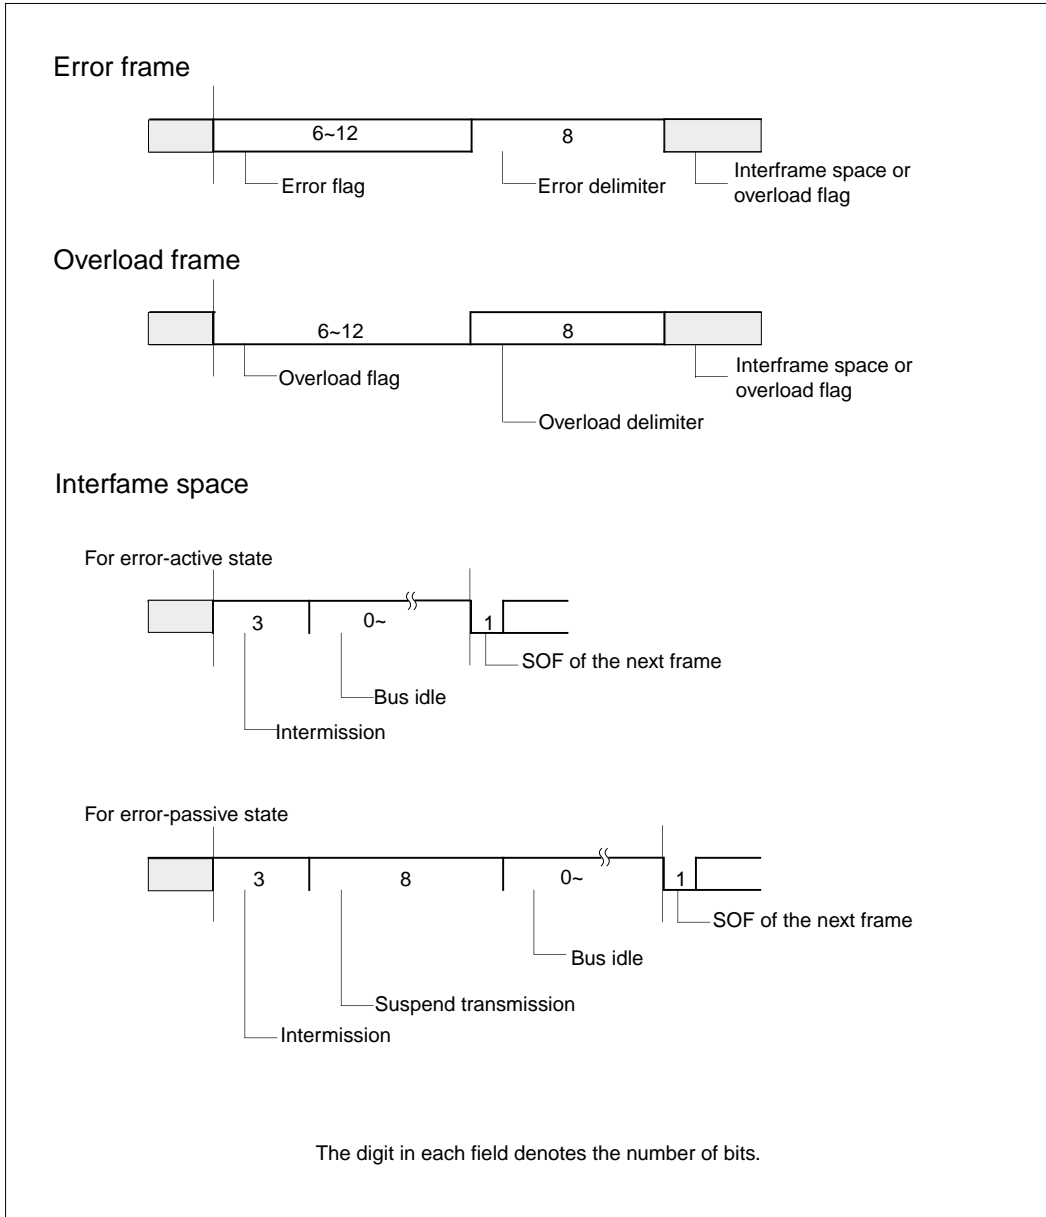 Error frame
6~12
8
Error flag
Error delimiter
Interframe space or
overload flag
Overload frame
6~12
8
Overload flag
Interframe space or
overload flag
Overload delimiter
Interfame space
For error-active state
3
0~
1
SOF of the next frame
Bus idle
Intermission
For error-passive state
3
8
0~
1
SOF of the next frame
Bus idle
Suspend transmission
Intermission
The digit in each field denotes the number of bits.